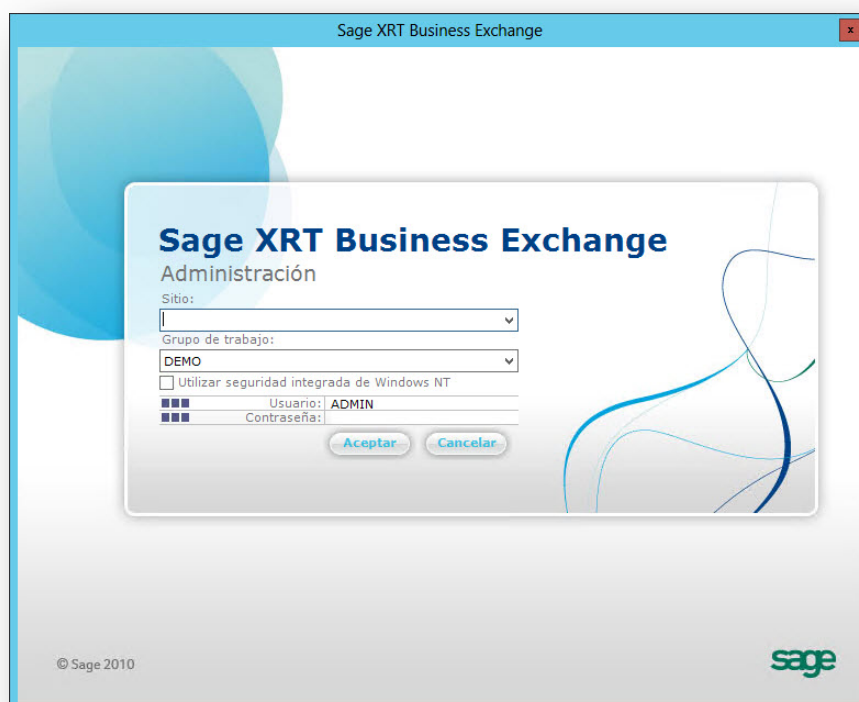 Sage XRT Business Exchange
x
Sage XRT Business Exchange
Administración
Sitio:
Grupo de trabajo:
DEMO
Utilizar seguridad integrada de Windows NT
Usuario: ADMIN
Contraseña:
Aceptar Cancelar
© Sage 2010
sage